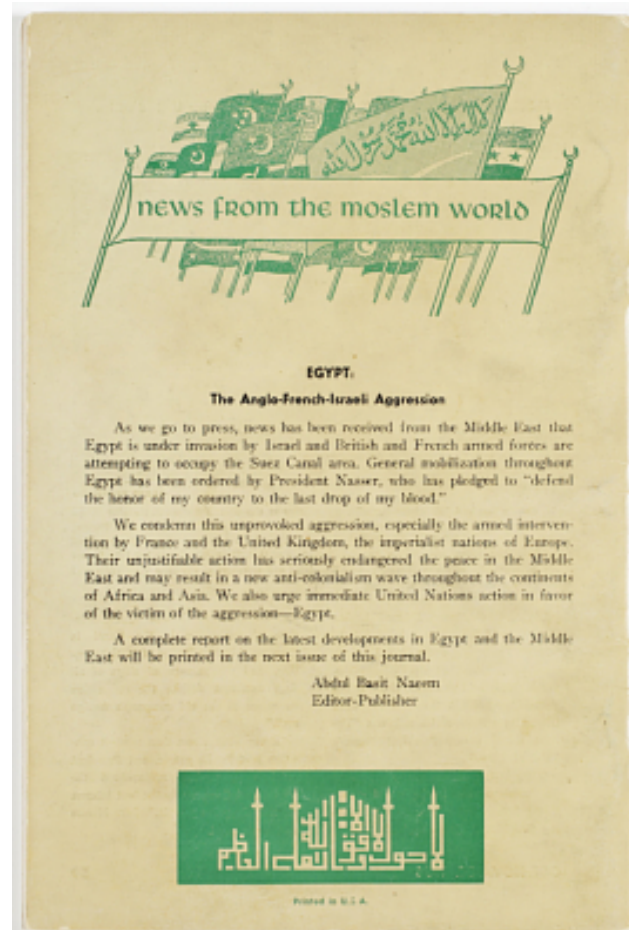 لا إله إلا الله محمد رسول الله
news from the moslem world
EGYPT:
The Anglo-French-Israeli Aggression
As we go to press, news has been received from the Middle East that
Egypt is under invasion by Israel and British and French armed forces are
attempting to occupy the Suez Canal area. General mobilization throughout
Egypt has been ordered by President Nasser, who has pledged to “defend
the honor of my country to the last drop of my blood.”
We condemn this unprovoked aggression, especially the armed interven-
tion by France and the United Kingdom, the imperialist nations of Europe.
Their unjustifiable action has seriously endangered the peace in the Middle
East and may result in a new anti-colonialism wave throughout the continents
of Africa and Asia. We also urge immediate United Nations action in favor
of the victim of the aggression—Egypt.
A complete report on the latest developments in Egypt and the Middle
East will be printed in the next issue of this journal.
Abdul Basit Naeem
Editor-Publisher
لا حول ولا قوة إلا بالله العلي العظيم
Printed in U.S.A.